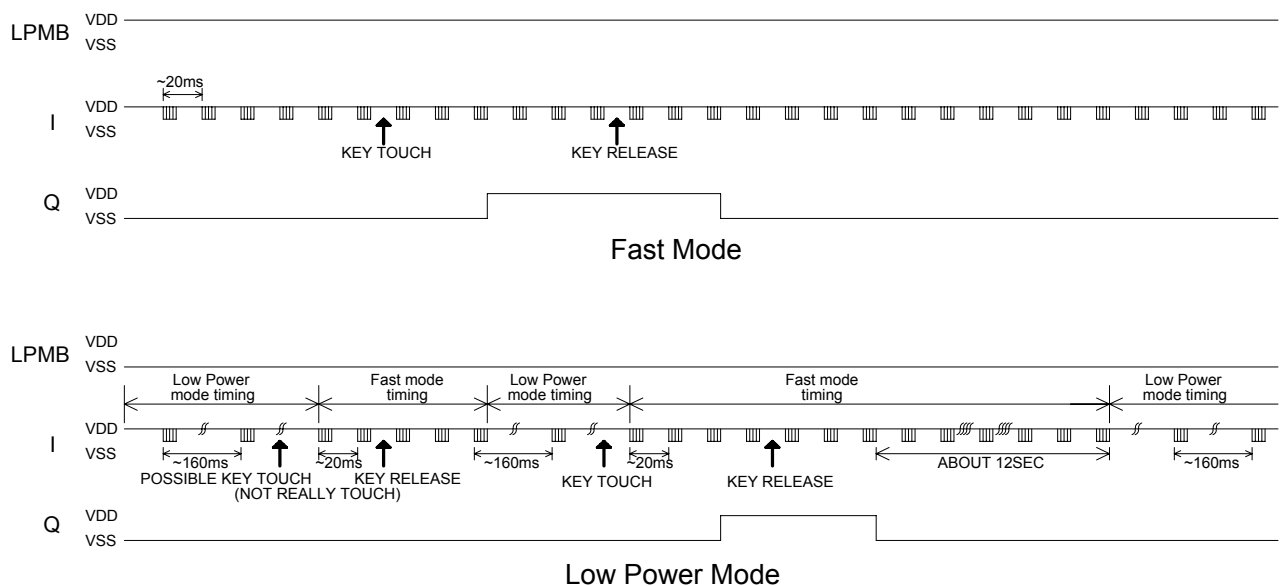 LPMB
VDD
VSS
~20ms
I
VDD
VSS
KEY TOUCH
KEY RELEASE
Q
VDD
VSS
Fast Mode
LPMB
VDD
VSS
Low Power
mode timing
Fast mode
timing
Low Power
mode timing
Fast mode
timing
Low Power
mode timing
I
VDD
VSS
~160ms
POSSIBLE KEY TOUCH
(NOT REALLY TOUCH)
~20ms
KEY RELEASE
~160ms
KEY TOUCH
~20ms
KEY RELEASE
ABOUT 12SEC
~160ms
Q
VDD
VSS
Low Power Mode